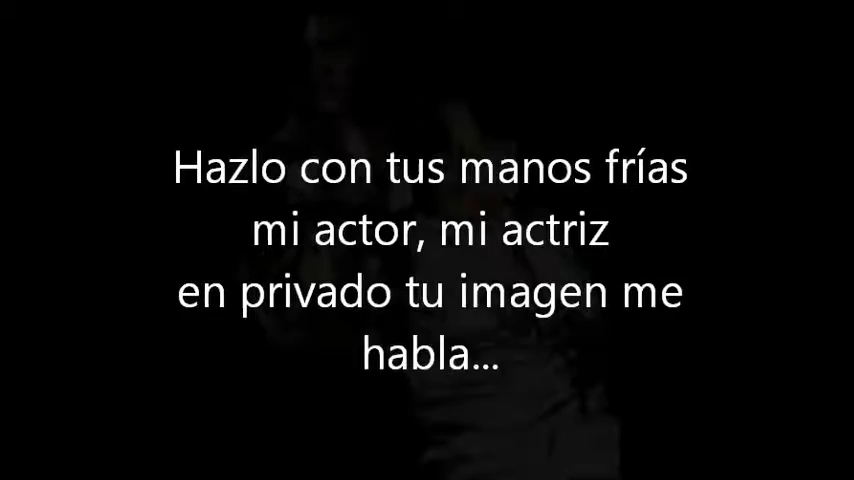 Hazlo con tus manos frías
mi actor, mi actriz
en privado tu imagen me
habla...